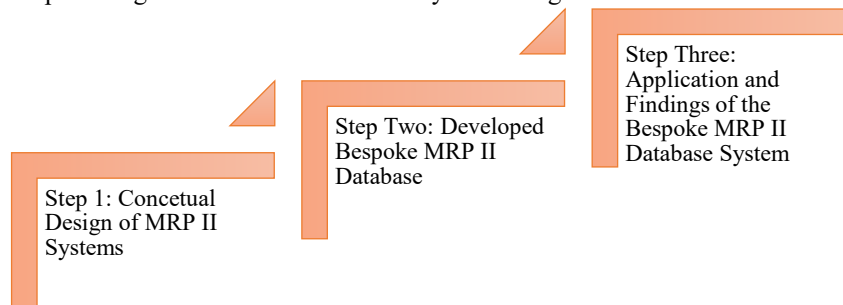 Step 1: Concetual
Design of MRP II
Systems
Step Two: Developed
Bespoke MRP II
Database
Step Three:
Application and
Findings of the
Bespoke MRP II
Database System